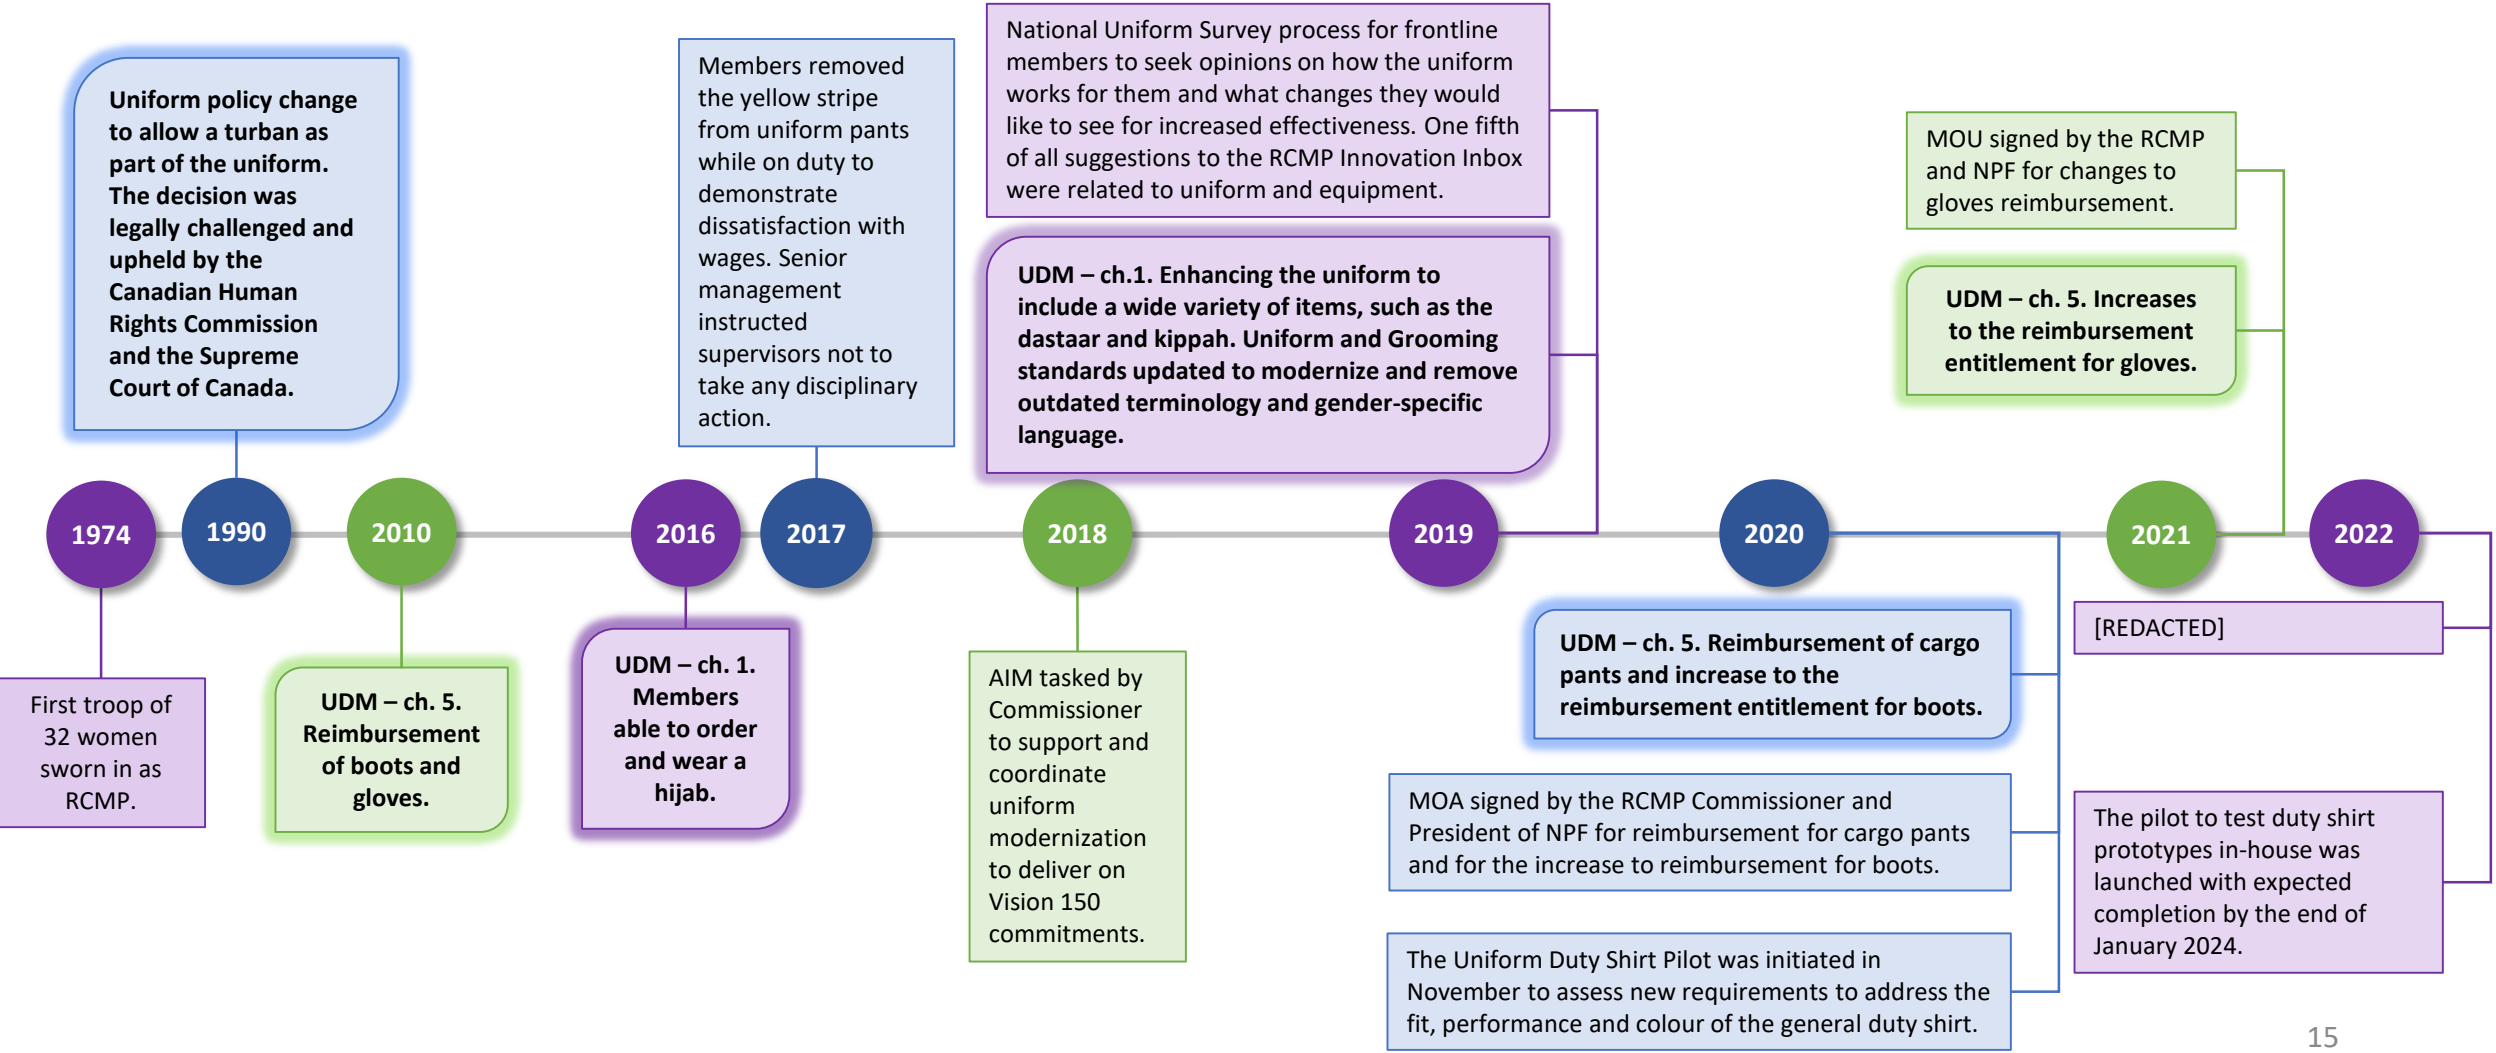 Uniform policy change
to allow a turban as
part of the uniform.
The decision was
legally challenged and
upheld by the
Canadian Human
Rights Commission
and the Supreme
Court of Canada.
Members removed
the yellow stripe
from uniform pants
while on duty to
demonstrate
dissatisfaction with
wages. Senior
management
instructed
supervisors not to
take any disciplinary
action.
National Uniform Survey process for frontline
members to seek opinions on how the uniform
works for them and what changes they would
like to see for increased effectiveness. One fifth
of all suggestions to the RCMP Innovation Inbox
were related to uniform and equipment.
UDM – ch.1. Enhancing the uniform to
include a wide variety of items, such as the
dastaar and kippah. Uniform and Grooming
standards updated to modernize and remove
outdated terminology and gender-specific
language.
MOU signed by the RCMP
and NPF for changes to
gloves reimbursement.
UDM – ch. 5. Increases
to the reimbursement
entitlement for gloves.
1974
1990
2010
2016
2017
2018
2019
2020
2021
2022
First troop of
32 women
sworn in as
RCMP.
UDM – ch. 5.
Reimbursement
of boots and
gloves.
UDM – ch. 1.
Members
able to order
and wear a
hijab.
AIM tasked by
Commissioner
to support and
coordinate
uniform
modernization
to deliver on
Vision 150
commitments.
UDM – ch. 5. Reimbursement of cargo
pants and increase to the
reimbursement entitlement for boots.
MOA signed by the RCMP Commissioner and
President of NPF for reimbursement for cargo pants
and for the increase to reimbursement for boots.
The Uniform Duty Shirt Pilot was initiated in
November to assess new requirements to address the
fit, performance and colour of the general duty shirt.
[REDACTED]
The pilot to test duty shirt
prototypes in-house was
launched with expected
completion by the end of
January 2024.
15